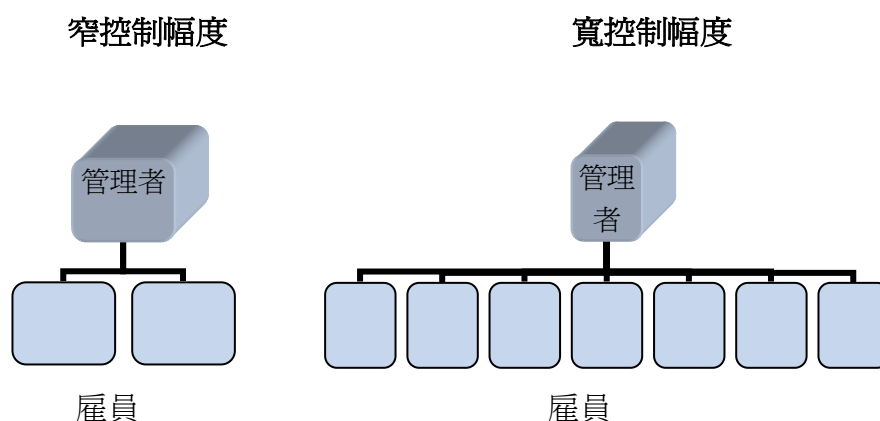 窄控制幅度
寬控制幅度
管理者
管理
者
雇員
雇員